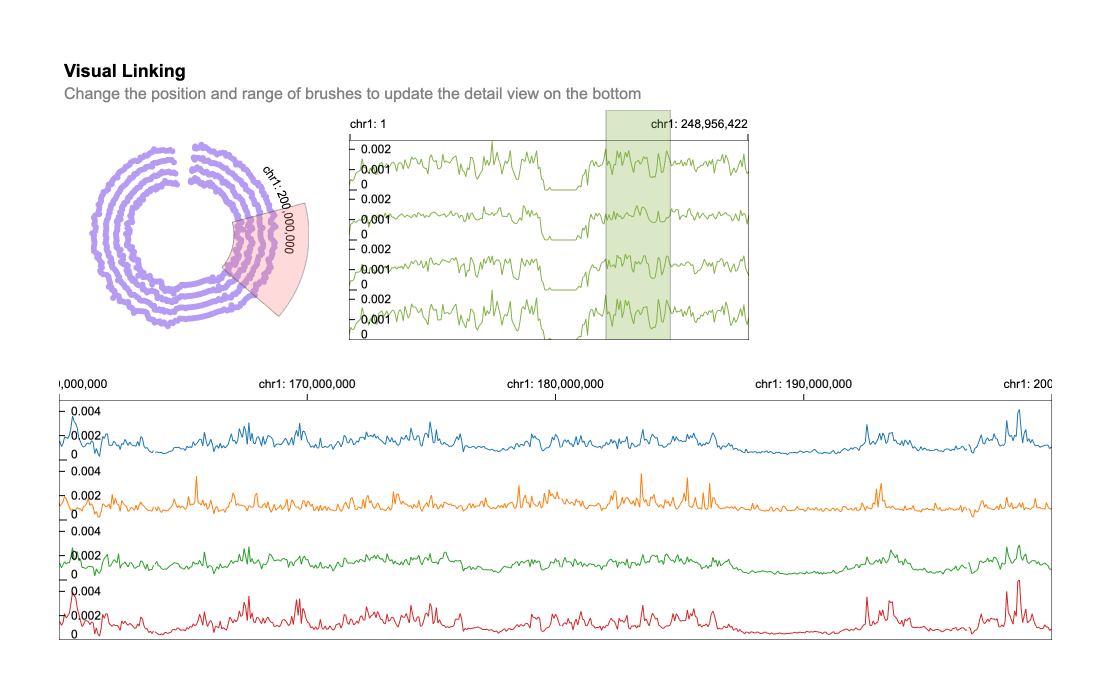 Visual Linking
Change the position and range of brushes to update the detail view on the bottom
chr1: 200,000,000
chr1: 1
chr1: 248,956,422
0.002
0.001
0
0.002
0.001
0
0.002
0.001
0
0.002
0.001
0
0,000,000
chr1: 170,000,000
chr1: 180,000,000
chr1: 190,000,000
chr1: 200
0.004
0.002
0
0.004
0.002
0
0.004
0.002
0
0.004
0.002
0